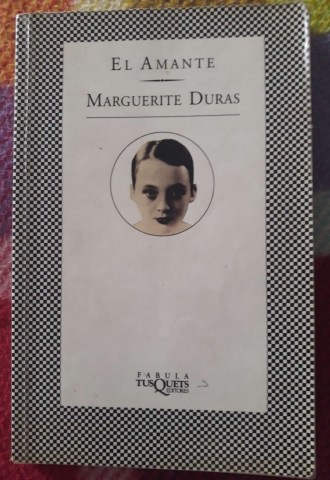 EL AMANTE
MARGUERITE DURAS
FABULA
TUSQUETS
EDITORES